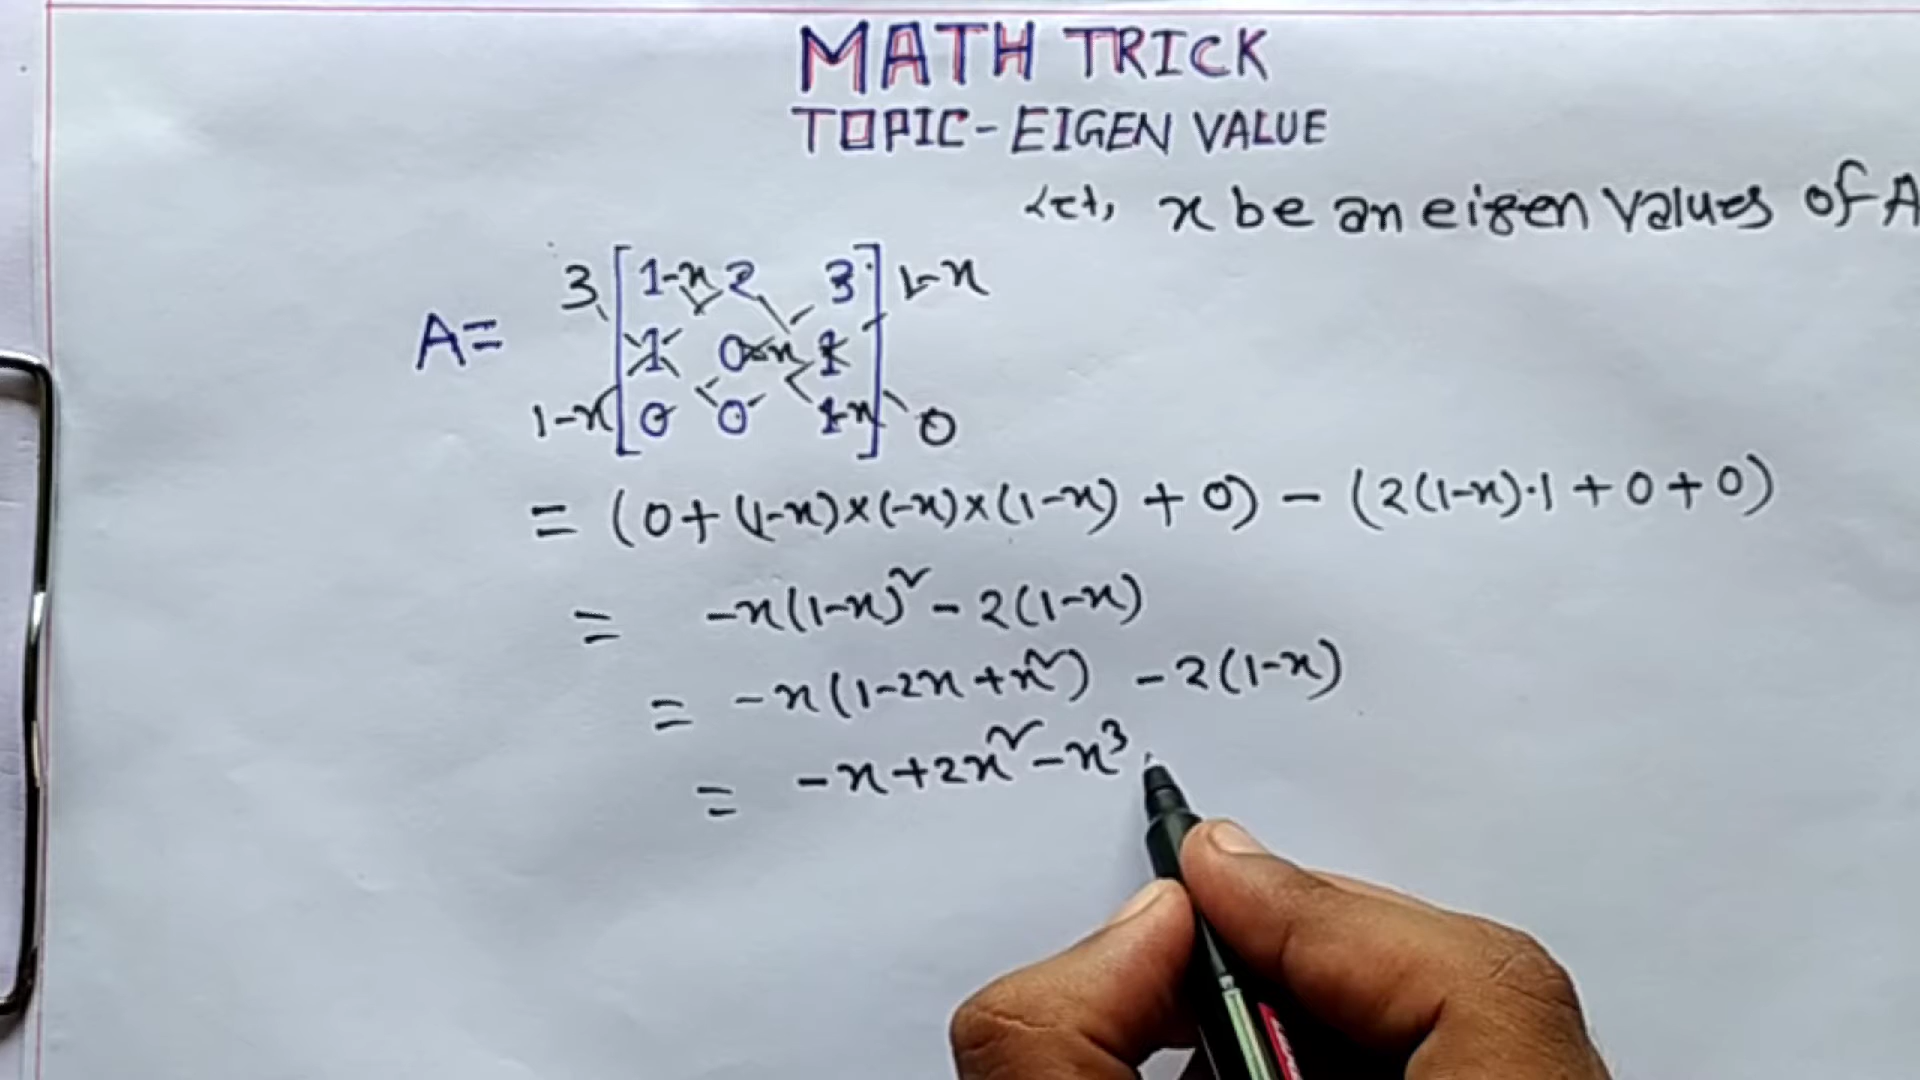 MATH TRICK
TOPIC-EIGEN VALUE
Let, x be an eigen values of A
3 [ 1-x 2 3 ] 1-x
A= 1 0-x 1
1-x [ 0 0 1-x ] 0
= (0+(1-x)×(-x)×(1-x)+0) - (2(1-x)·1+0+0)
= -x(1-x)² - 2(1-x)
= -x(1-2x+x²) - 2(1-x)
= -x+2x²-x³